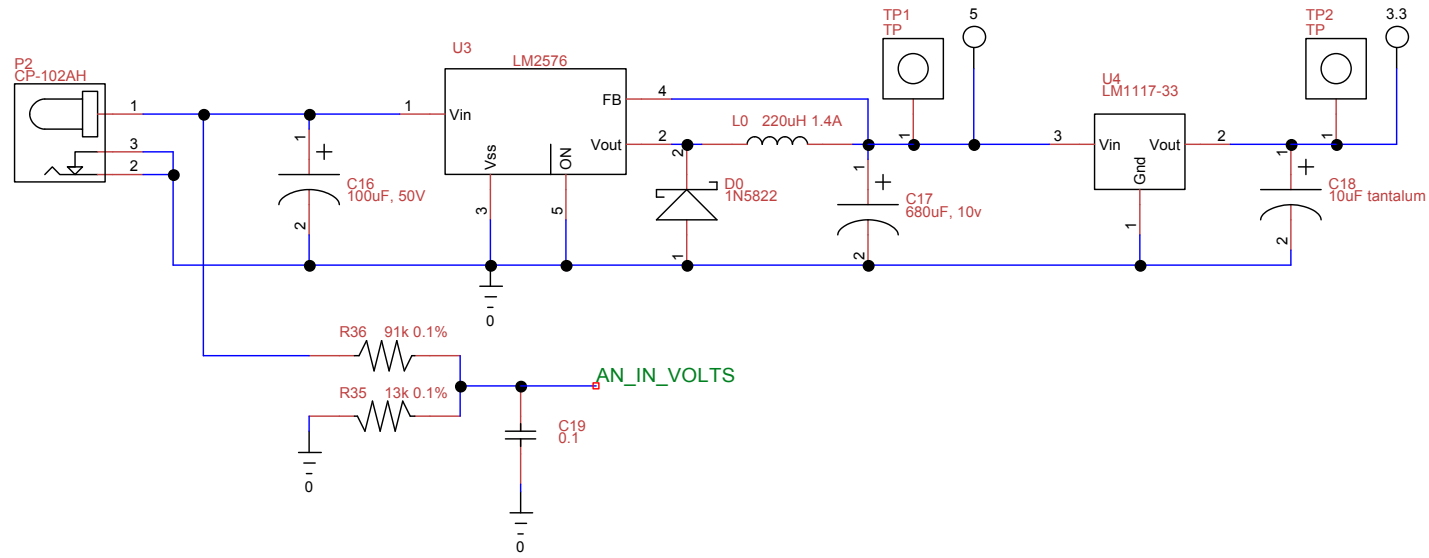 P2
CP-102AH
1
3
2
1
C16
100uF, 50V
2
U3
LM2576
1
Vin
FB
4
Vout
2
Vss
ON
3
5
L0 220uH 1.4A
2
D0
1N5822
1
1
C17
680uF, 10v
2
TP1
TP
1
5
U4
LM1117-33
3
Vin
Vout
2
Gnd
1
TP2
TP
1
3.3
1
C18
10uF tantalum
2
0
R36 91k 0.1%
R35 13k 0.1%
AN_IN_VOLTS
C19
0.1
0
0